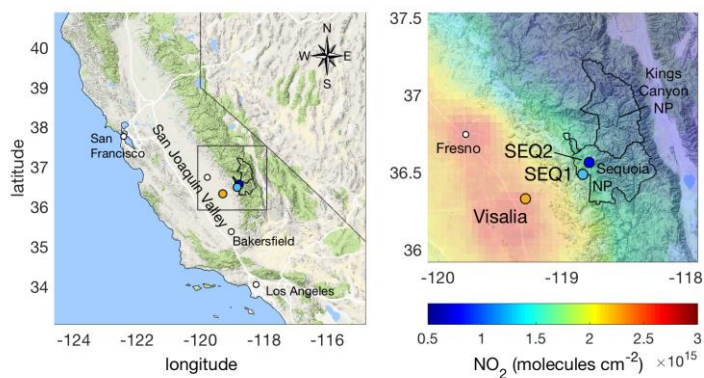 40
39
38
37
36
35
34
latitude
-124
-122
-120
-118
-116
longitude
N
W
E
S
San
Francisco
San Joaquin Valley
Bakersfield
Los Angeles
37.5
37
36.5
36
-120
-119
-118
Kings
Canyon
NP
Fresno
SEQ2
SEQ1
Sequoia
NP
Visalia
0.5
1
1.5
2
2.5
3
NO₂ (molecules cm⁻²)
×10¹⁵